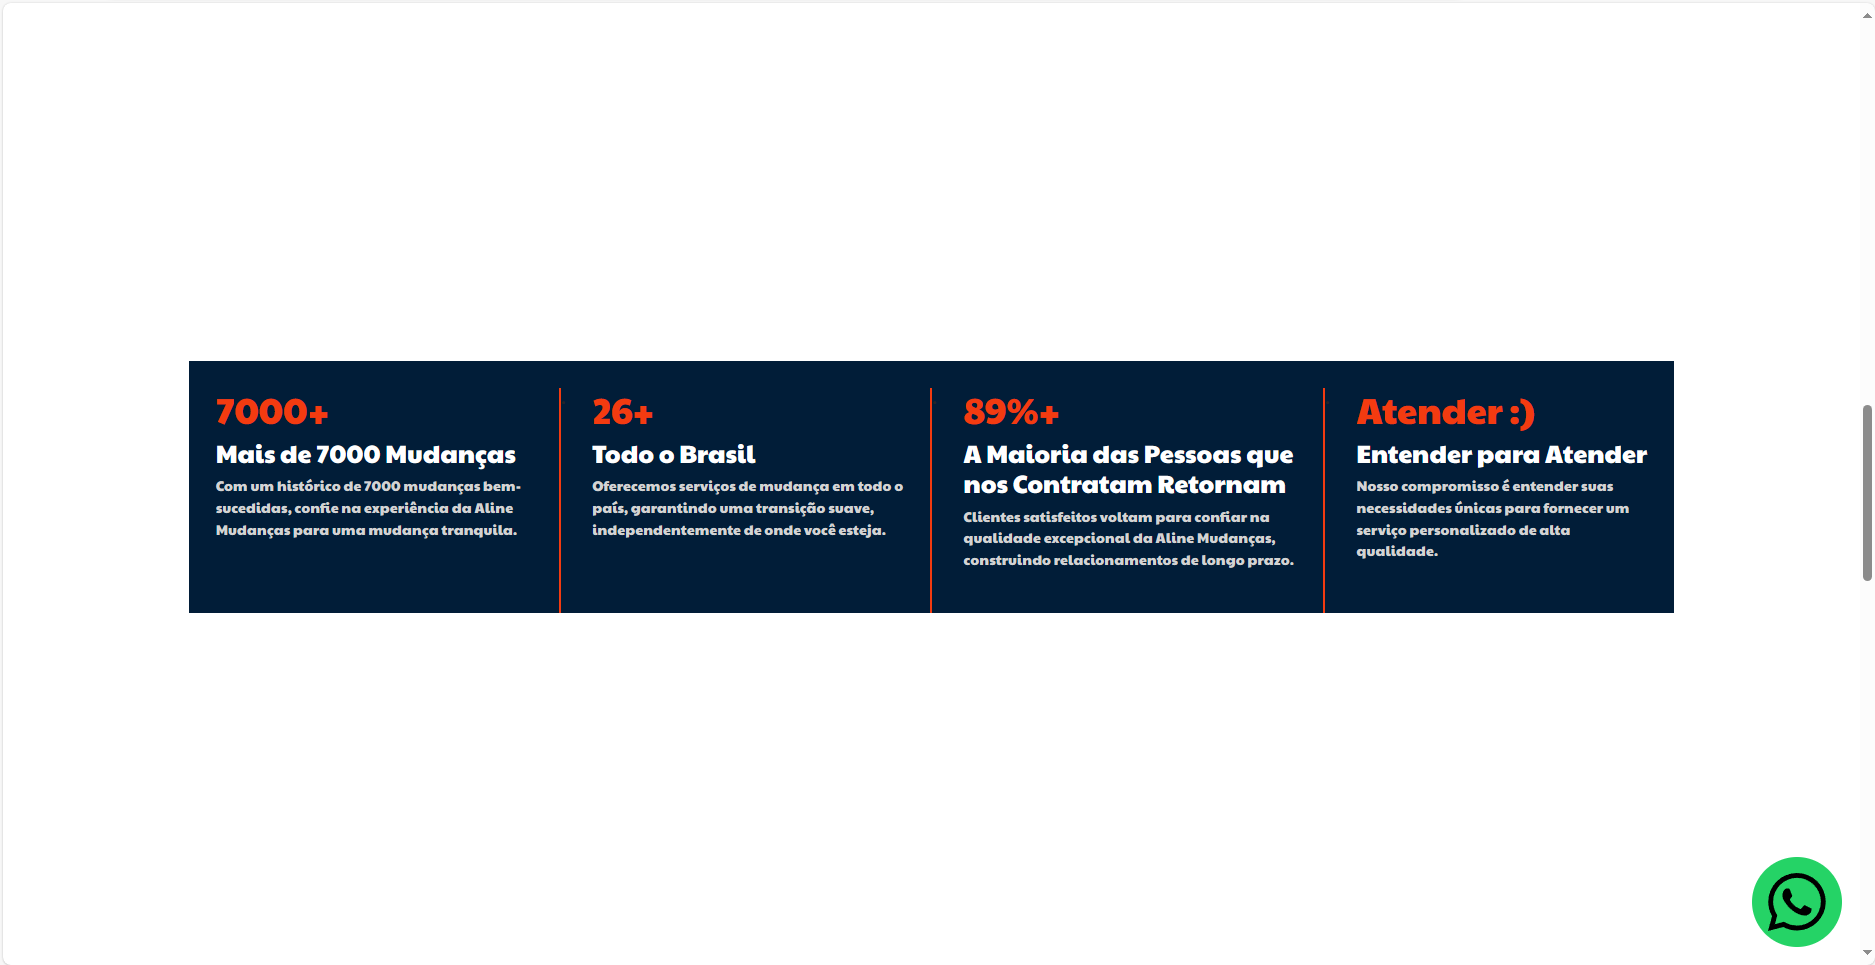 7000+
Mais de 7000 Mudanças
Com um histórico de 7000 mudanças bem-
sucedidas, confie na experiência da Aline
Mudanças para uma mudança tranquila.
26+
Todo o Brasil
Oferecemos serviços de mudança em todo o
país, garantindo uma transição suave,
independentemente de onde você esteja.
89%+
A Maioria das Pessoas que
nos Contratam Retornam
Clientes satisfeitos voltam para confiar na
qualidade excepcional da Aline Mudanças,
construindo relacionamentos de longo prazo.
Atender :)
Entender para Atender
Nosso compromisso é entender suas
necessidades únicas para fornecer um
serviço personalizado de alta
qualidade.